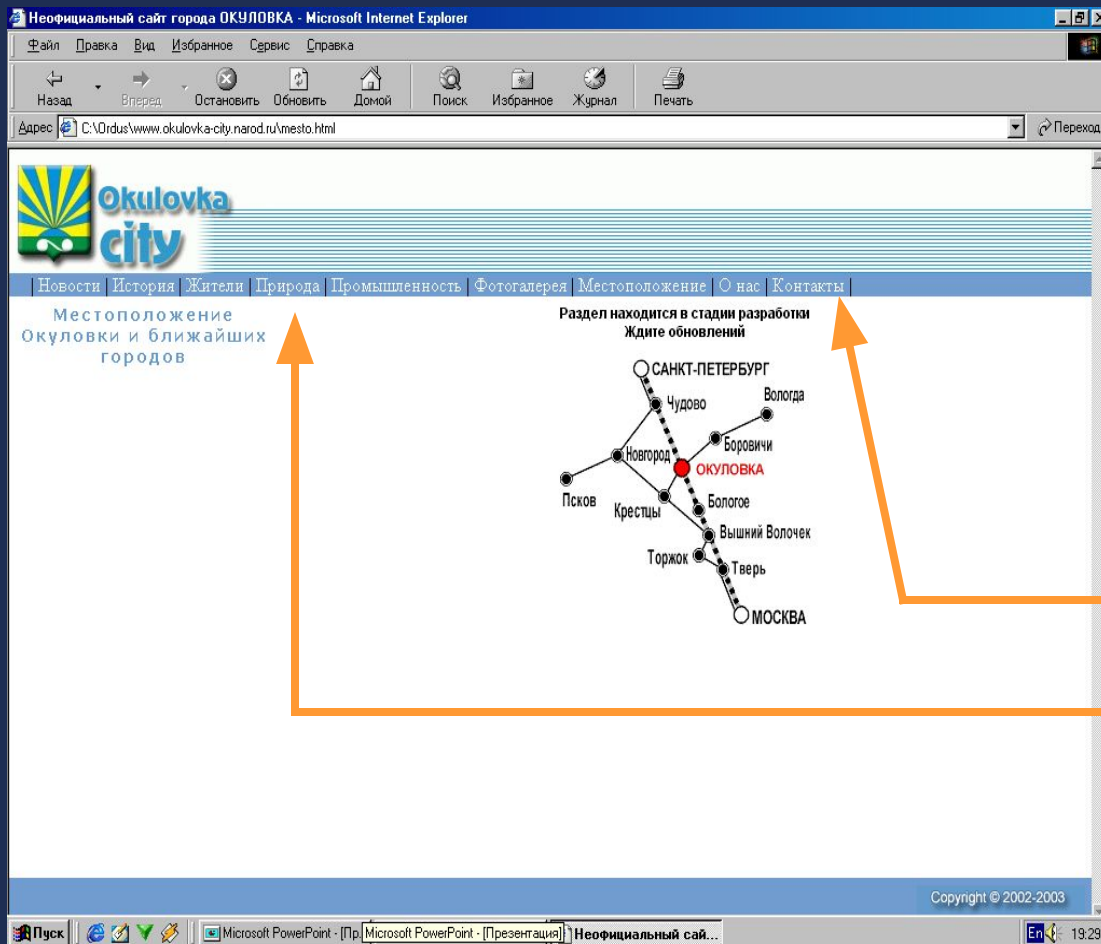 Неофициальный сайт города ОКУЛОВКА - Microsoft Internet Explorer
Файл Правка Вид Избранное Сервис Справка
Назад Вперед Остановить Обновить Домой Поиск Избранное Журнал Печать
Адрес C:\Ordus\www.okulovka-city.narod.ru\mesto.html Переход
Okulovka
city
| Новости | История | Жители | Природа | Промышленность | Фотогалерея | Местоположение | О нас | Контакты |
Местоположение
Окуловки и ближайших
городов
Раздел находится в стадии разработки
Ждите обновлений
САНКТ-ПЕТЕРБУРГ
Вологда
Чудово
Боровичи
Новгород
ОКУЛОВКА
Псков
Бологое
Крестцы
Вышний Волочек
Торжок
Тверь
МОСКВА
Copyright © 2002-2003
Пуск Microsoft PowerPoint - [Пр. Microsoft PowerPoint - [Презентация] Неофициальный сай... En 19:29